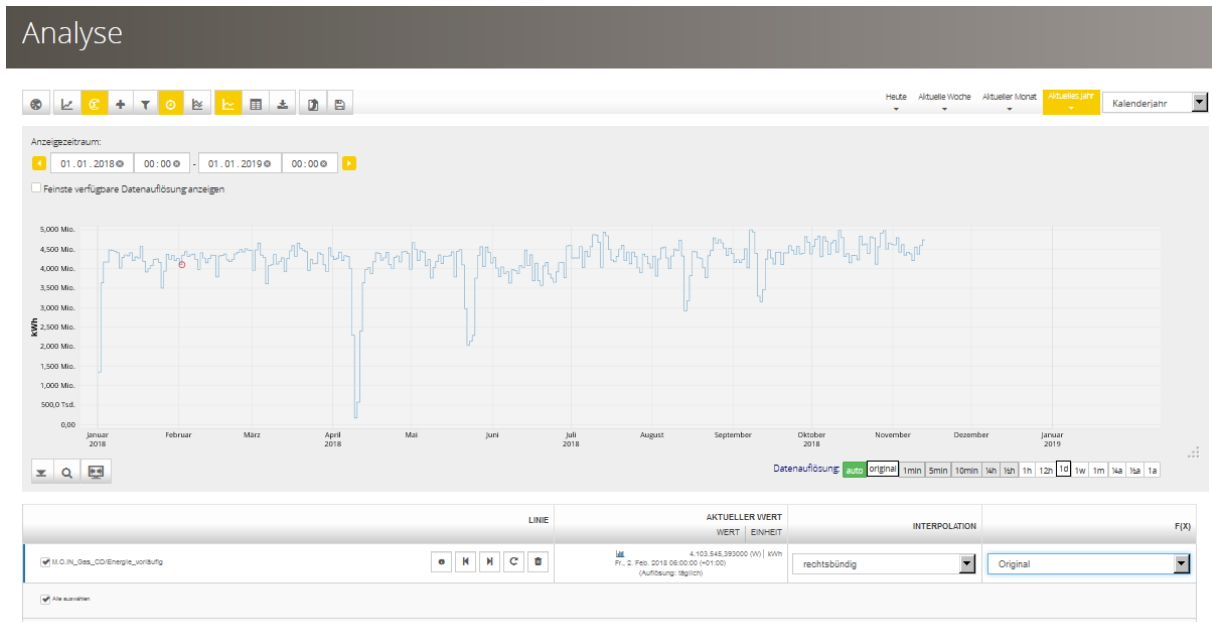 Analyse
Heute Aktuelle Woche Aktueller Monat Aktuelles Jahr Kalenderjahr
Anzeigezeitraum:
01.01.2018 00:00 - 01.01.2019 00:00
Feinste verfügbare Datenauflösung anzeigen
5,000 Mio.
4,500 Mio.
4,000 Mio.
3,500 Mio.
3,000 Mio.
2,500 Mio.
2,000 Mio.
1,500 Mio.
1,000 Mio.
500,0 Tsd.
0,00
kWh
Januar Februar März April Mai Juni Juli August September Oktober November Dezember Januar
2018 2018 2018 2018 2019
Datenauflösung: auto original 1min 5min 10min ¼h ½h 1h 12h 1d 1w 1m ¼a ½a 1a
LINIE AKTUELLER WERT INTERPOLATION F(X)
WERT EINHEIT
M.O.IN_Gas_CO/Energie_vorläufig 4.103.545,393000 (W) kWh rechtsbündig Original
Fr., 2. Feb. 2018 06:00:00 (+01:00)
(Auflösung: täglich)
Alle auswählen